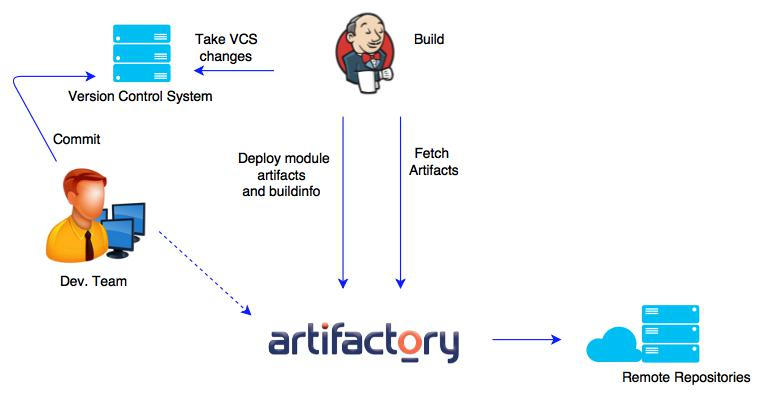 Take VCS
changes
Build
Version Control System
Commit
Deploy module
artifacts
and buildinfo
Fetch
Artifacts
Dev. Team
artifactory
Remote Repositories